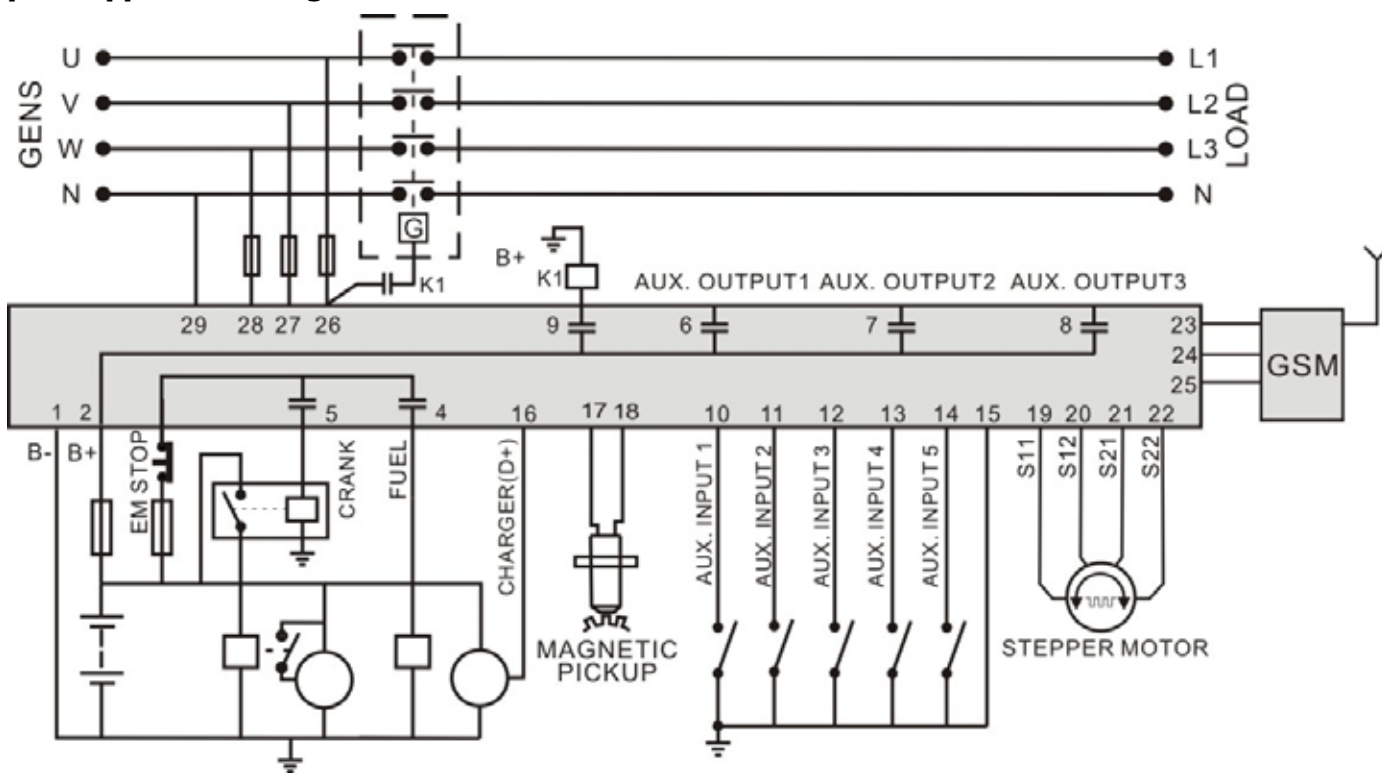 U
L1
GENS
V
L2
LOAD
W
L3
N
N
G
B+
K1
K1
AUX. OUTPUT1
AUX. OUTPUT2
AUX. OUTPUT3
29
28
27
26
9
6
7
8
23
24
25
GSM
1
2
5
4
16
17
18
10
11
12
13
14
15
19
20
21
22
B-
B+
EM STOP
CRANK
FUEL
CHARGER(D+)
AUX. INPUT 1
AUX. INPUT 2
AUX. INPUT 3
AUX. INPUT 4
AUX. INPUT 5
S11
S12
S21
S22
MAGNETIC
PICKUP
STEPPER MOTOR